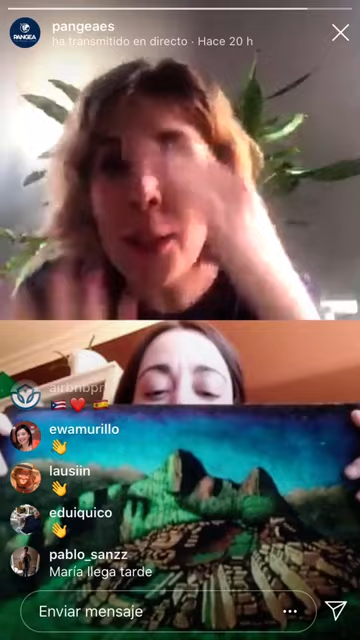 pangeaes
ha transmitido en directo · Hace 20 h
PANGEA
airbnbpr
🇵🇷 ❤️ 🇪🇸
ewamurillo
👋
lausiin
👋
eduiquico
👋
pablo_sanzz
María llega tarde
Enviar mensaje